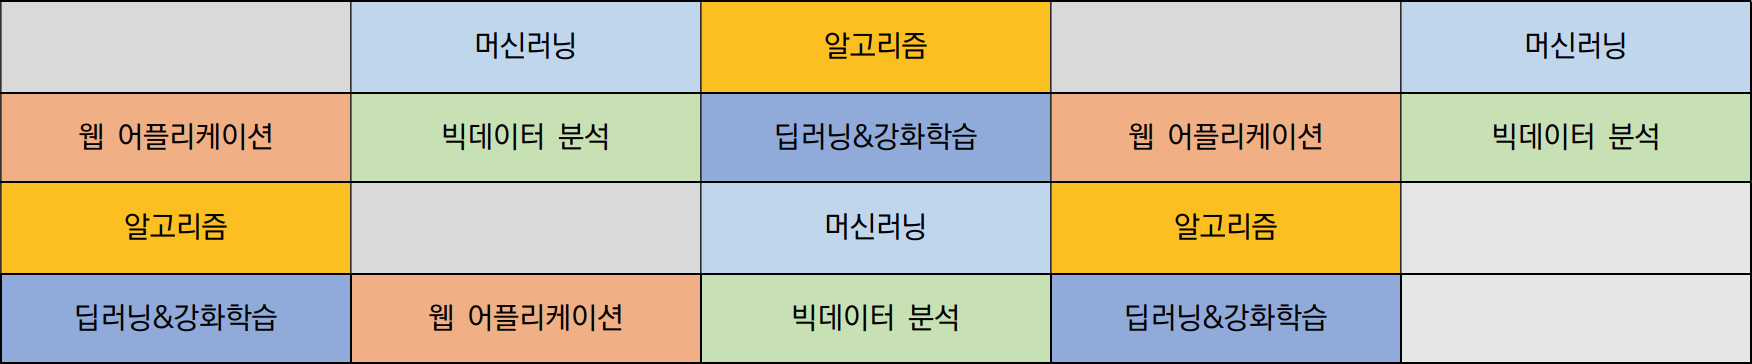 머신러닝
알고리즘
머신러닝
웹 어플리케이션
빅데이터 분석
딥러닝&강화학습
웹 어플리케이션
빅데이터 분석
알고리즘
머신러닝
알고리즘
딥러닝&강화학습
웹 어플리케이션
빅데이터 분석
딥러닝&강화학습